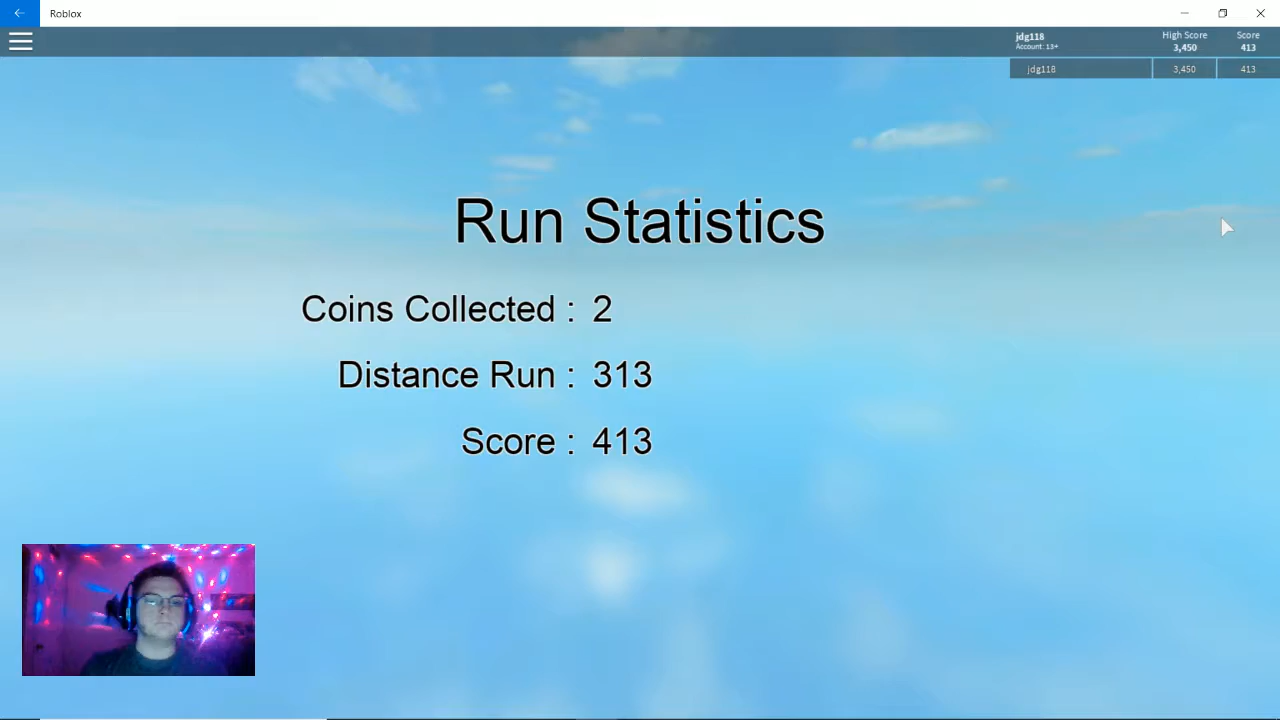 Roblox
jdg118 High Score Score
Account: 13+ 3,450 413
jdg118 3,450 413
Run Statistics
Coins Collected : 2
Distance Run : 313
Score : 413